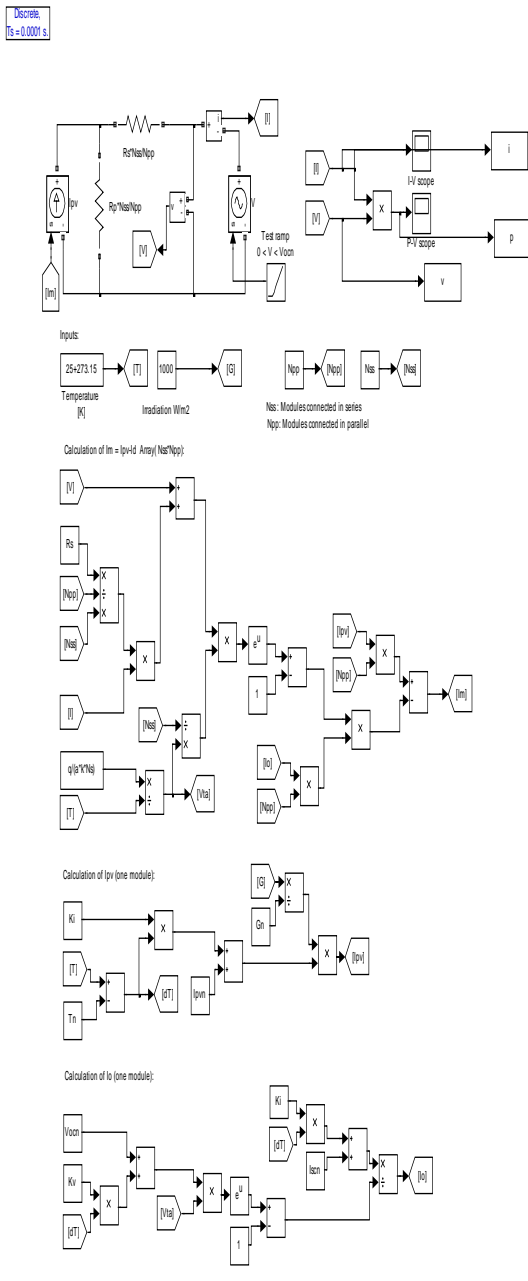 Discrete,
Ts = 0.0001 s.
Rs*Nss/Npp
+ i
-
[I]
+
Ipv
Rp*Nss/Npp
v +
-
[V]
+
V
Test ramp
0 < V < Vocn
[Im]
[I]
I-V scope
i
[V]
×
P-V scope
p
v
Inputs:
25+273.15
[T]
1000
[G]
Npp
[Npp]
Nss
[Nss]
Temperature
[K]
Irradiation W/m2
Nss: Modules connected in series
Npp: Modules connected in parallel
Calculation of Im = Ipv-Id Array( Nss*Npp):
[V]
+
+
Rs
[Npp]
×
÷
×
[Nss]
×
[I]
×
e^u
1
+
-
[Ipv]
[Npp]
×
+
-
[Im]
[Nss]
÷
×
×
q/(a*k*Ns)
[T]
×
÷
[Vta]
[Io]
[Npp]
×
Calculation of Ipv (one module):
Ki
×
[G]
×
÷
Gn
[T]
+
-
Tn
[dT]
Ipvn
+
+
×
[Ipv]
Calculation of Io (one module):
Vocn
+
+
Kv
[dT]
×
[Vta]
×
e^u
1
+
-
Ki
[dT]
×
Iscn
+
+
×
÷
[Io]